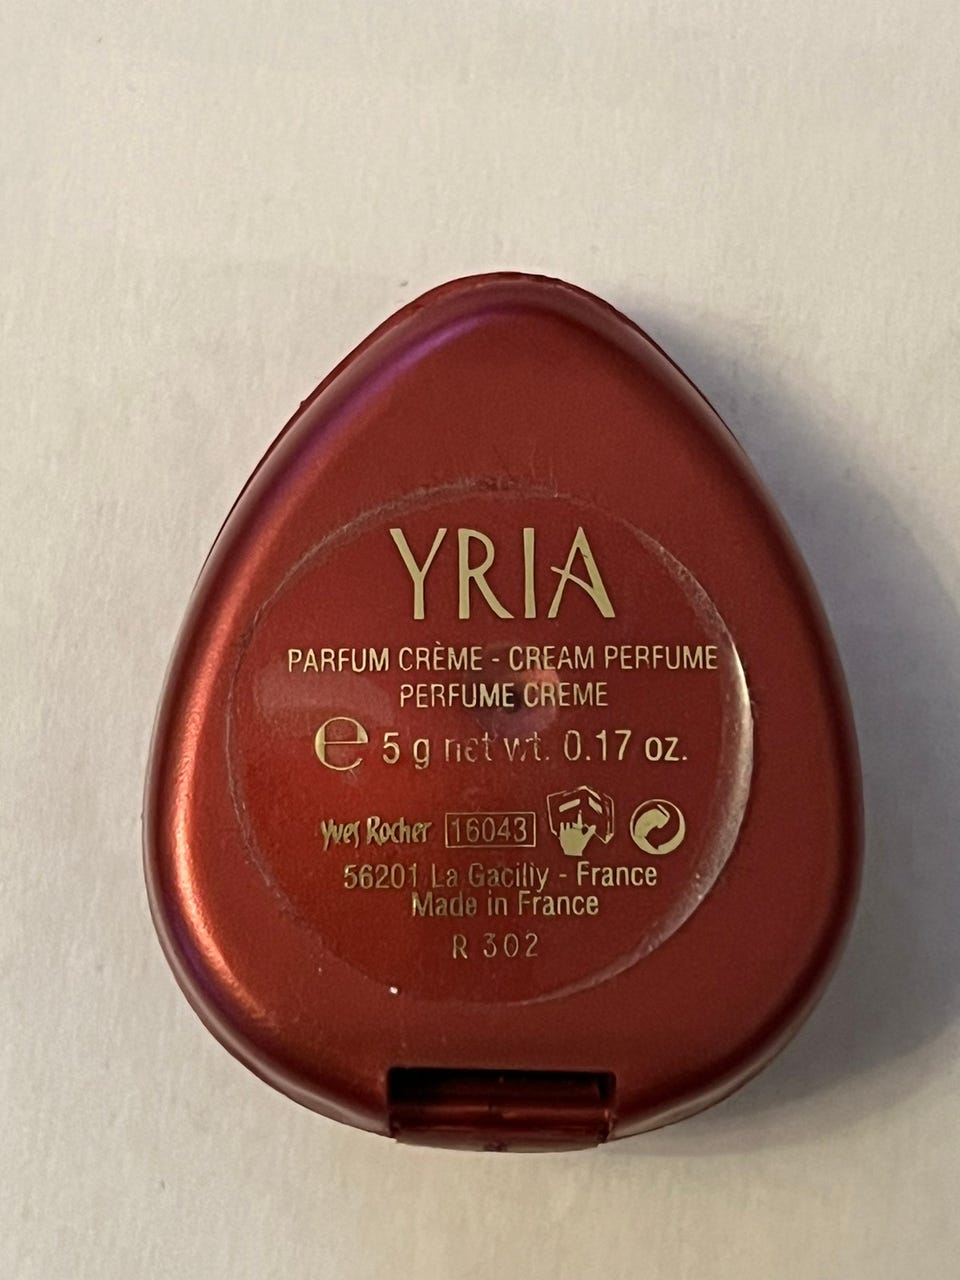 YRIA
PARFUM CRÈME - CREAM PERFUME
PERFUME CREME
℮ 5 g net wt. 0.17 oz.
Yves Rocher 16043
56201 La Gacilly - France
Made in France
R 302